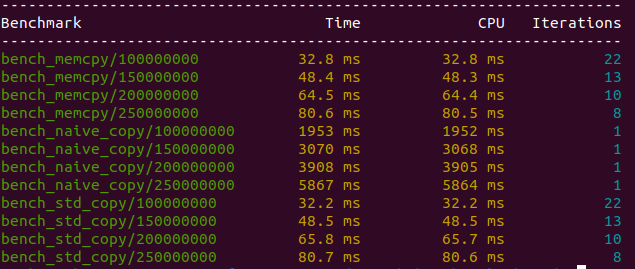 ---------------------------------------------------------------------
Benchmark Time CPU Iterations
---------------------------------------------------------------------
bench_memcpy/100000000 32.8 ms 32.8 ms 22
bench_memcpy/150000000 48.4 ms 48.3 ms 13
bench_memcpy/200000000 64.5 ms 64.4 ms 10
bench_memcpy/250000000 80.6 ms 80.5 ms 8
bench_naive_copy/100000000 1953 ms 1952 ms 1
bench_naive_copy/150000000 3070 ms 3068 ms 1
bench_naive_copy/200000000 3908 ms 3905 ms 1
bench_naive_copy/250000000 5867 ms 5864 ms 1
bench_std_copy/100000000 32.2 ms 32.2 ms 22
bench_std_copy/150000000 48.5 ms 48.5 ms 13
bench_std_copy/200000000 65.8 ms 65.7 ms 10
bench_std_copy/250000000 80.7 ms 80.6 ms 8